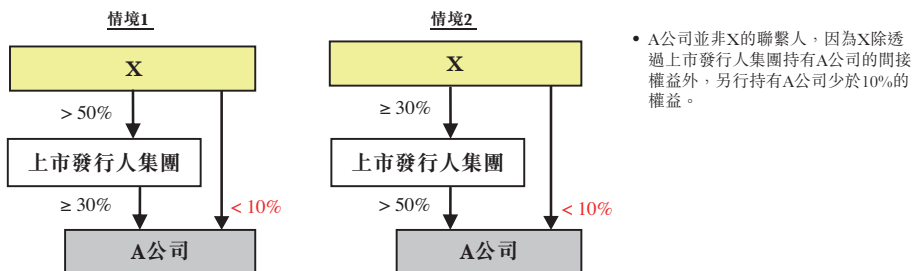 情境1
X
> 50%
上市發行人集團
≥ 30%
< 10%
A公司
情境2
X
≥ 30%
上市發行人集團
> 50%
< 10%
A公司
• A公司並非X的聯繫人，因為X除透
過上市發行人集團持有A公司的間接
權益外，另行持有A公司少於10%的
權益。